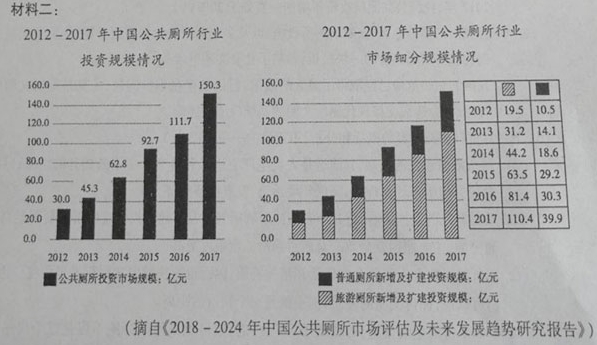 材料二：
2012-2017年中国公共厕所行业
投资规模情况
160.0
140.0
120.0
100.0
80.0
60.0
40.0
20.0
0.0
30.0
45.3
62.8
92.7
111.7
150.3
2012 2013 2014 2015 2016 2017
公共厕所投资市场规模：亿元
2012-2017年中国公共厕所行业
市场细分规模情况
160.0
140.0
120.0
100.0
80.0
60.0
40.0
20.0
0.0
2012 2013 2014 2015 2016 2017
2012 19.5 10.5
2013 31.2 14.1
2014 44.2 18.6
2015 63.5 29.2
2016 81.4 30.3
2017 110.4 39.9
普通厕所新增及扩建投资规模：亿元
旅游厕所新增及扩建投资规模：亿元
（摘自《2018-2024年中国公共厕所市场评估及未来发展趋势研究报告》）